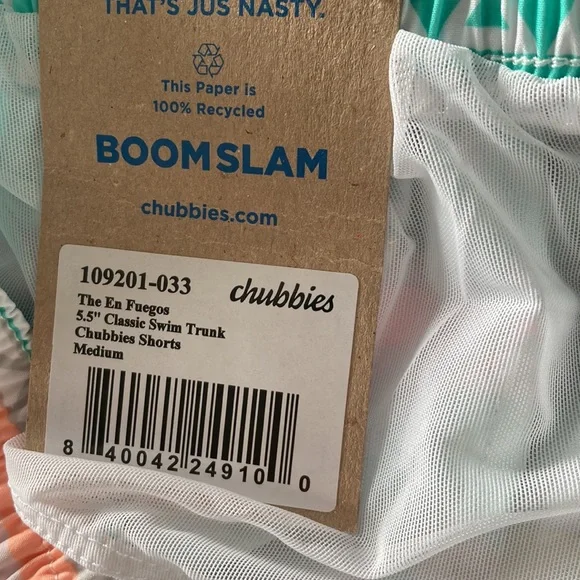 THAT'S JUS NASTY.
This Paper is
100% Recycled
BOOMSLAM
chubbies.com
109201-033
chubbies
The En Fuegos
5.5" Classic Swim Trunk
Chubbies Shorts
Medium
8 40042 24910 0